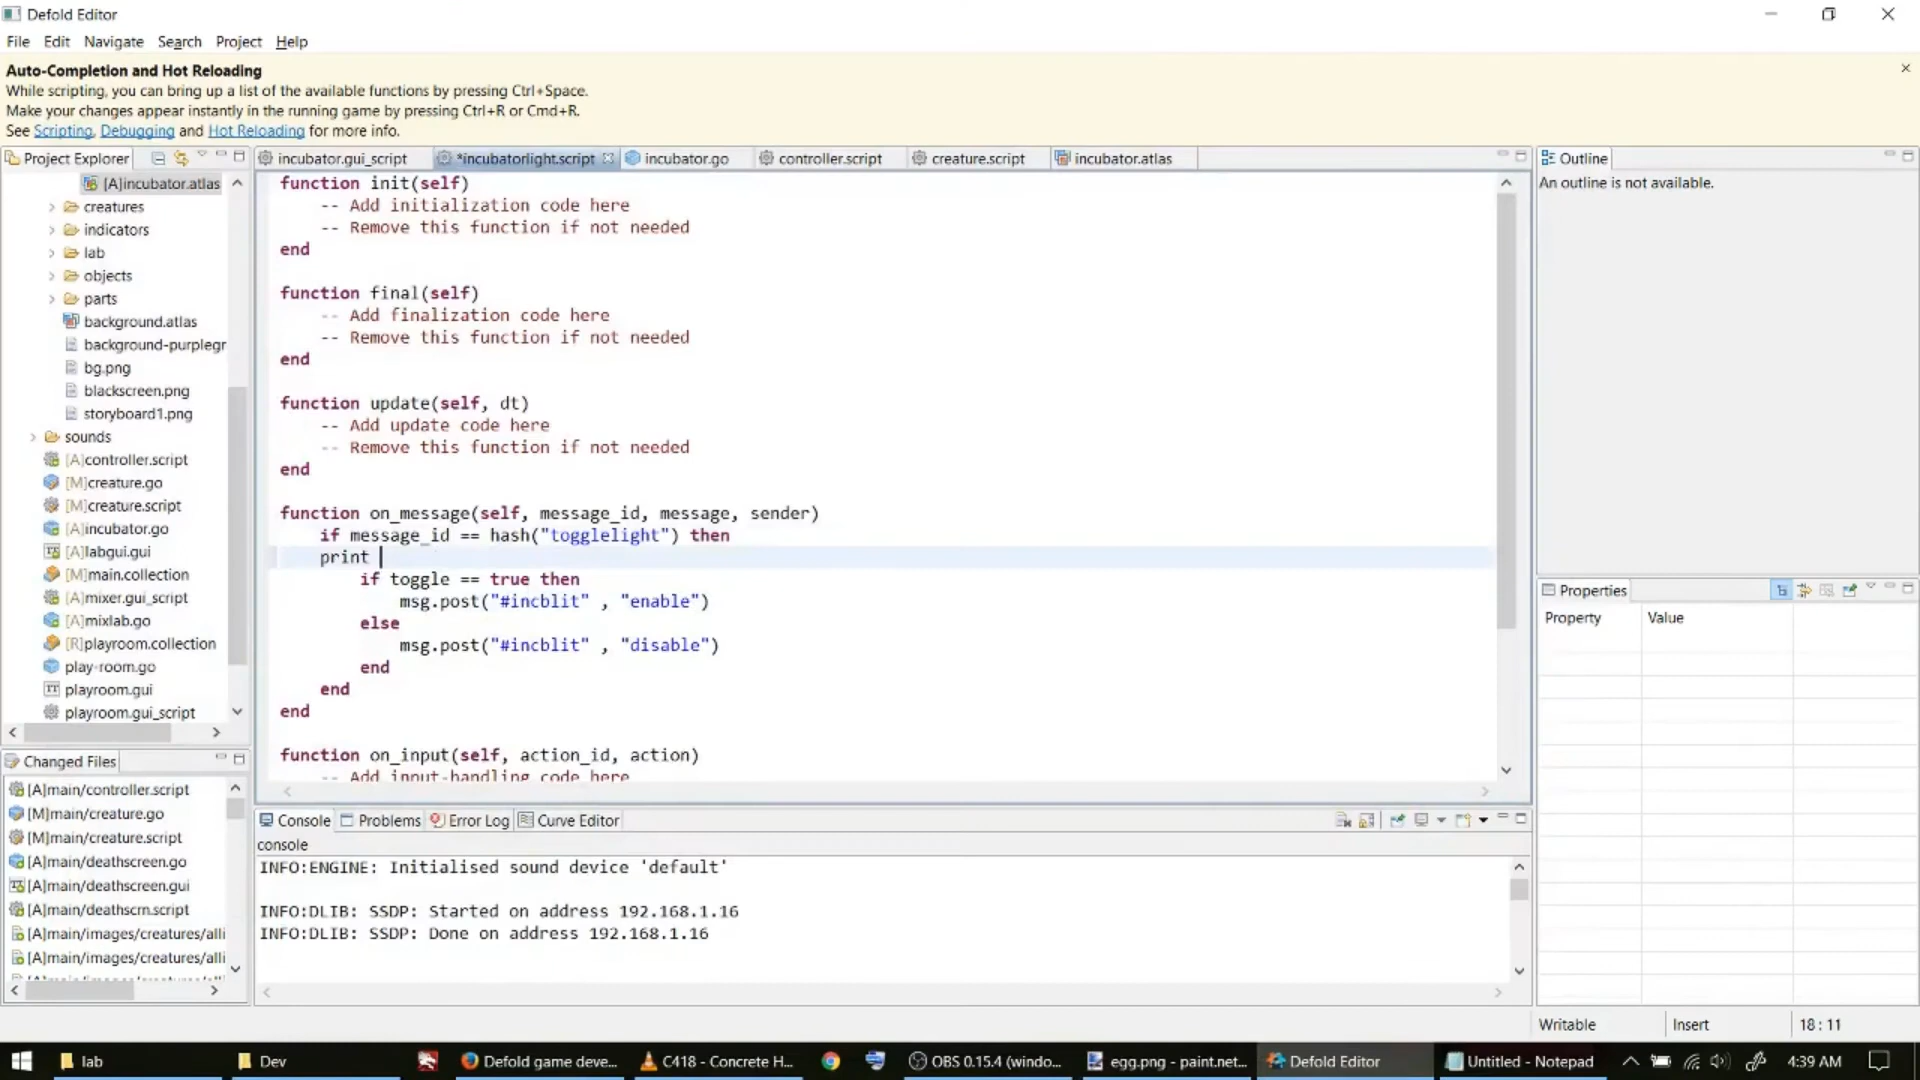 Defold Editor
File Edit Navigate Search Project Help
Auto-Completion and Hot Reloading
While scripting, you can bring up a list of the available functions by pressing Ctrl+Space.
Make your changes appear instantly in the running game by pressing Ctrl+R or Cmd+R.
See Scripting, Debugging and Hot Reloading for more info.
Project Explorer
[A]incubator.atlas
creatures
indicators
lab
objects
parts
background.atlas
background-purplegr
bg.png
blackscreen.png
storyboard1.png
sounds
[A]controller.script
[M]creature.go
[M]creature.script
[A]incubator.go
[A]labgui.gui
[M]main.collection
[A]mixer.gui_script
[A]mixlab.go
[R]playroom.collection
play-room.go
playroom.gui
playroom.gui_script
Changed Files
[A]main/controller.script
[M]main/creature.go
[M]main/creature.script
[A]main/deathscreen.go
[A]main/deathscreen.gui
[A]main/deathscrn.script
[A]main/images/creatures/alli
[A]main/images/creatures/alli
incubator.gui_script *incubatorlight.script incubator.go controller.script creature.script incubator.atlas
function init(self)
-- Add initialization code here
-- Remove this function if not needed
end
function final(self)
-- Add finalization code here
-- Remove this function if not needed
end
function update(self, dt)
-- Add update code here
-- Remove this function if not needed
end
function on_message(self, message_id, message, sender)
if message_id == hash("togglelight") then
print
if toggle == true then
msg.post("#incblit" , "enable")
else
msg.post("#incblit" , "disable")
end
end
end
function on_input(self, action_id, action)
-- Add input-handling code here
Console Problems Error Log Curve Editor
console
INFO:ENGINE: Initialised sound device 'default'
INFO:DLIB: SSDP: Started on address 192.168.1.16
INFO:DLIB: SSDP: Done on address 192.168.1.16
Outline
An outline is not available.
Properties
Property Value
Writable Insert 18 : 11
lab Dev Defold game deve... C418 - Concrete H... OBS 0.15.4 (windo... egg.png - paint.net... Defold Editor Untitled - Notepad 4:39 AM